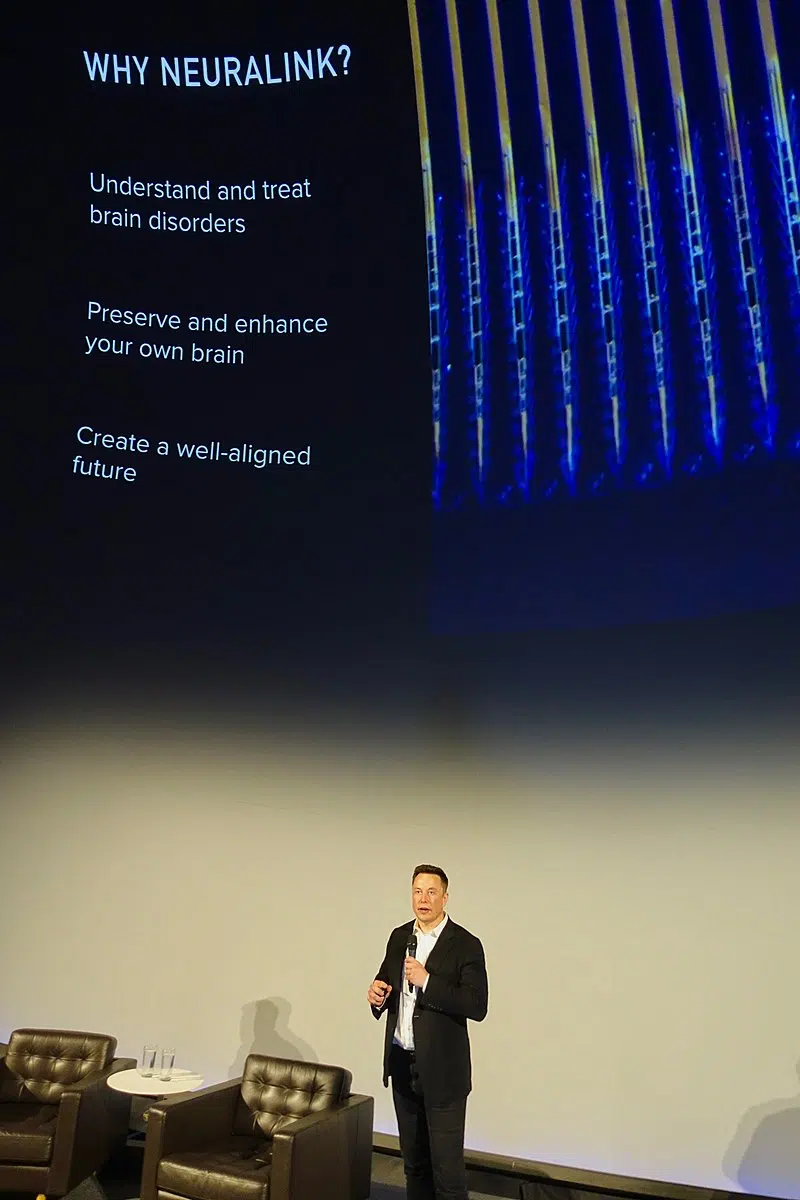 WHY NEURALINK?
Understand and treat
brain disorders
Preserve and enhance
your own brain
Create a well-aligned
future